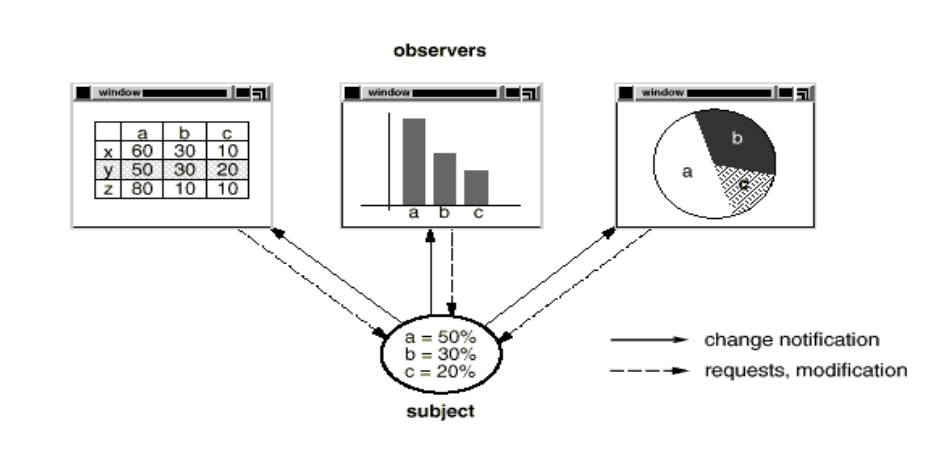 observers
window
a b c
x 60 30 10
y 50 30 20
z 80 10 10
window
a b c
window
a
b
c
a = 50%
b = 30%
c = 20%
subject
change notification
requests, modification